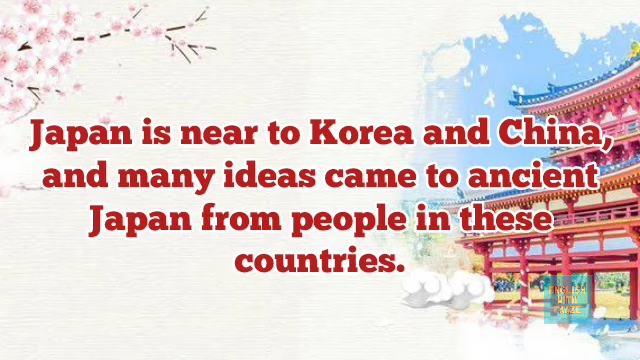 Japan is near to Korea and China,
and many ideas came to ancient
Japan from people in these
countries.
ENGLISH
WITH